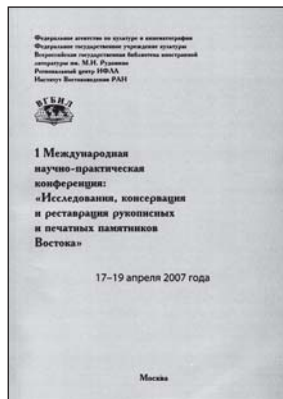 Федеральное агентство по культуре и кинематографии
Федеральное государственное учреждение культуры
Всероссийская государственная библиотека иностранной
литературы им. М.И. Рудомино
Региональный центр ИФЛА
Институт Востоковедения РАН
ВГБИЛ
1 Международная
научно-практическая
конференция:
«Исследования, консервация
и реставрация рукописных
и печатных памятников
Востока»
17–19 апреля 2007 года
Москва